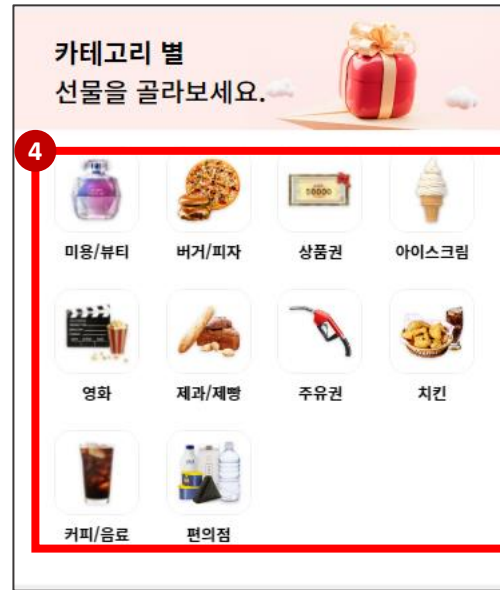 카테고리 별
선물을 골라보세요.
4
미용/뷰티 버거/피자 상품권 아이스크림
영화 제과/제빵 주유권 치킨
커피/음료 편의점